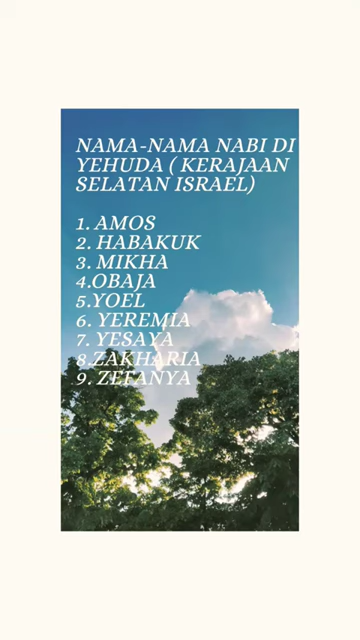 NAMA-NAMA NABI DI
YEHUDA ( KERAJAAN
SELATAN ISRAEL)
1. AMOS
2. HABAKUK
3. MIKHA
4.OBAJA
5.YOEL
6. YEREMIA
7. YESAYA
8.ZAKHARIA
9. ZEFANYA